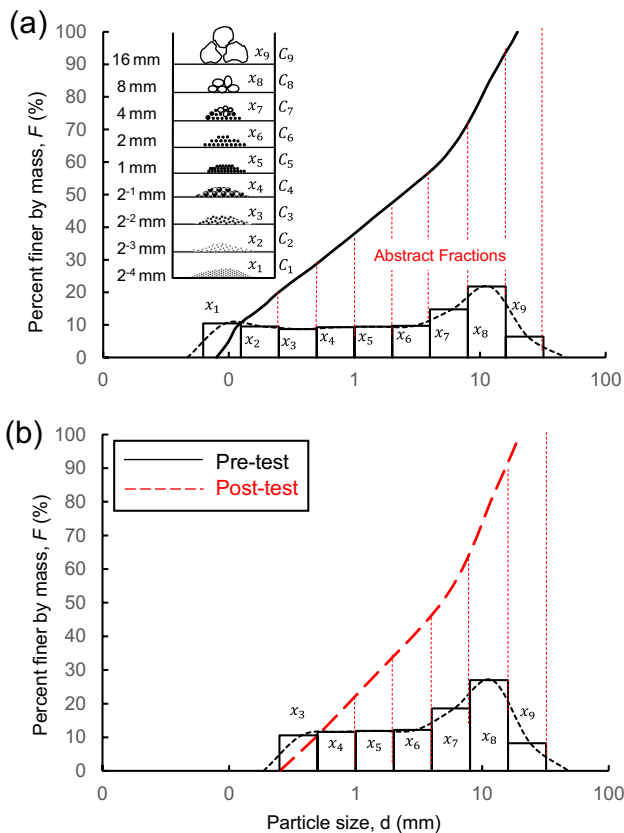 (a)
100
90
80
70
60
50
40
30
20
10
0
Percent finer by mass, F (%)
16 mm x₉ C₉
8 mm x₈ C₈
4 mm x₇ C₇
2 mm x₆ C₆
1 mm x₅ C₅
2⁻¹ mm x₄ C₄
2⁻² mm x₃ C₃
2⁻³ mm x₂ C₂
2⁻⁴ mm x₁ C₁
Abstract Fractions
x₁ x₂ x₃ x₄ x₅ x₆ x₇ x₈ x₉
0 0 1 10 100
(b)
100
90
80
70
60
50
40
30
20
10
0
Percent finer by mass, F (%)
Pre-test
Post-test
x₃ x₄ x₅ x₆ x₇ x₈ x₉
0 0 1 10 100
Particle size, d (mm)